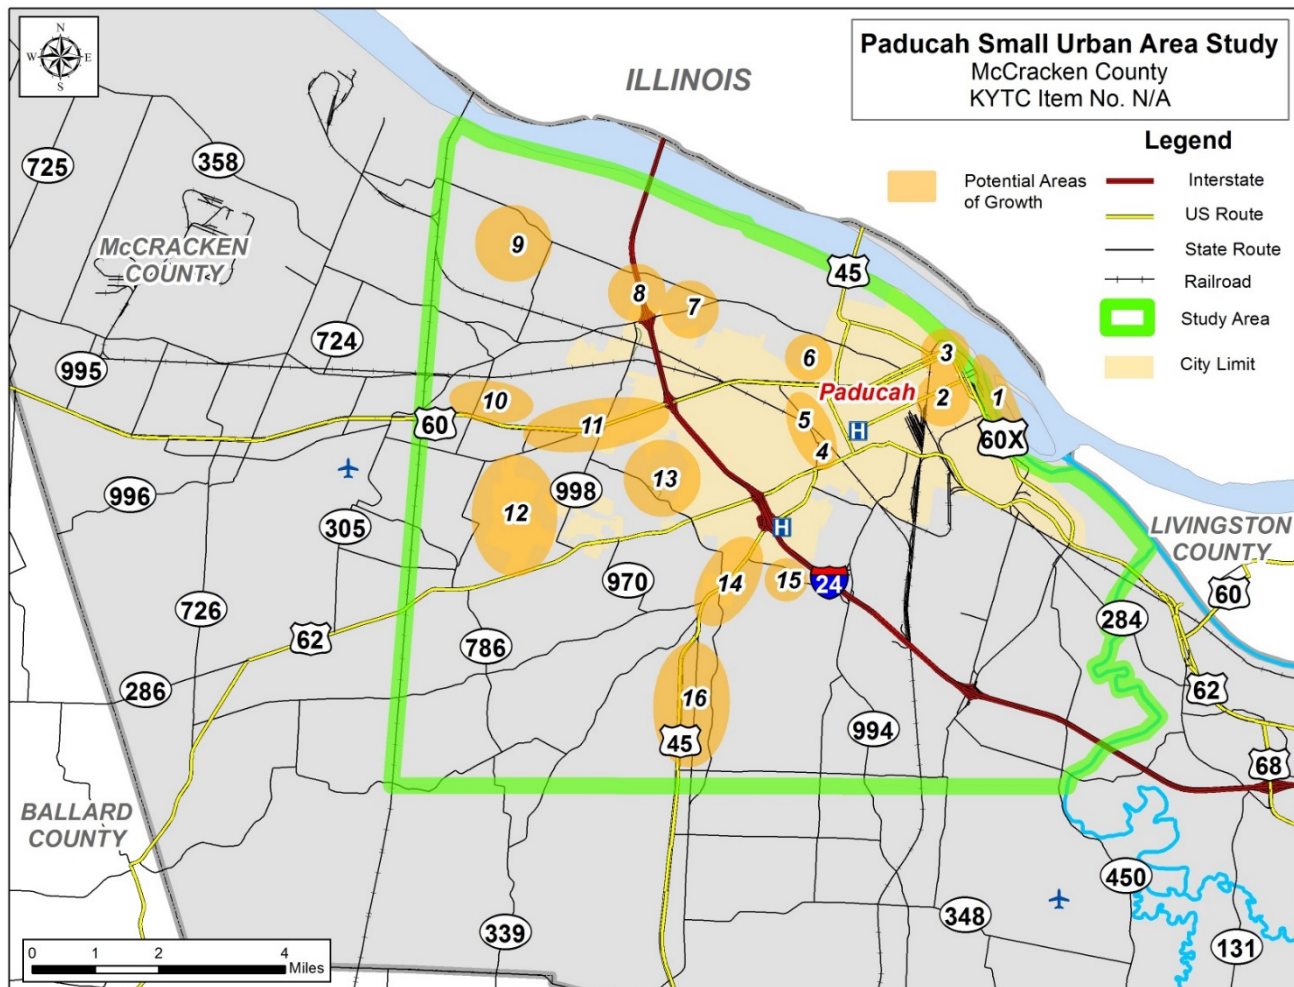 Paducah Small Urban Area Study
McCracken County
KYTC Item No. N/A
N
W E
S
ILLINOIS
Legend
Potential Areas
of Growth
Interstate
US Route
State Route
Railroad
Study Area
City Limit
725
358
McCRACKEN
COUNTY
9
45
8
7
724
995
6
3
Paducah
10
60
11
5
2
1
H
60X
4
996
305
12
998
13
H
LIVINGSTON
COUNTY
970
14
15
24
60
726
62
786
284
286
16
62
45
994
68
BALLARD
COUNTY
450
348
339
131
0 1 2 4
Miles